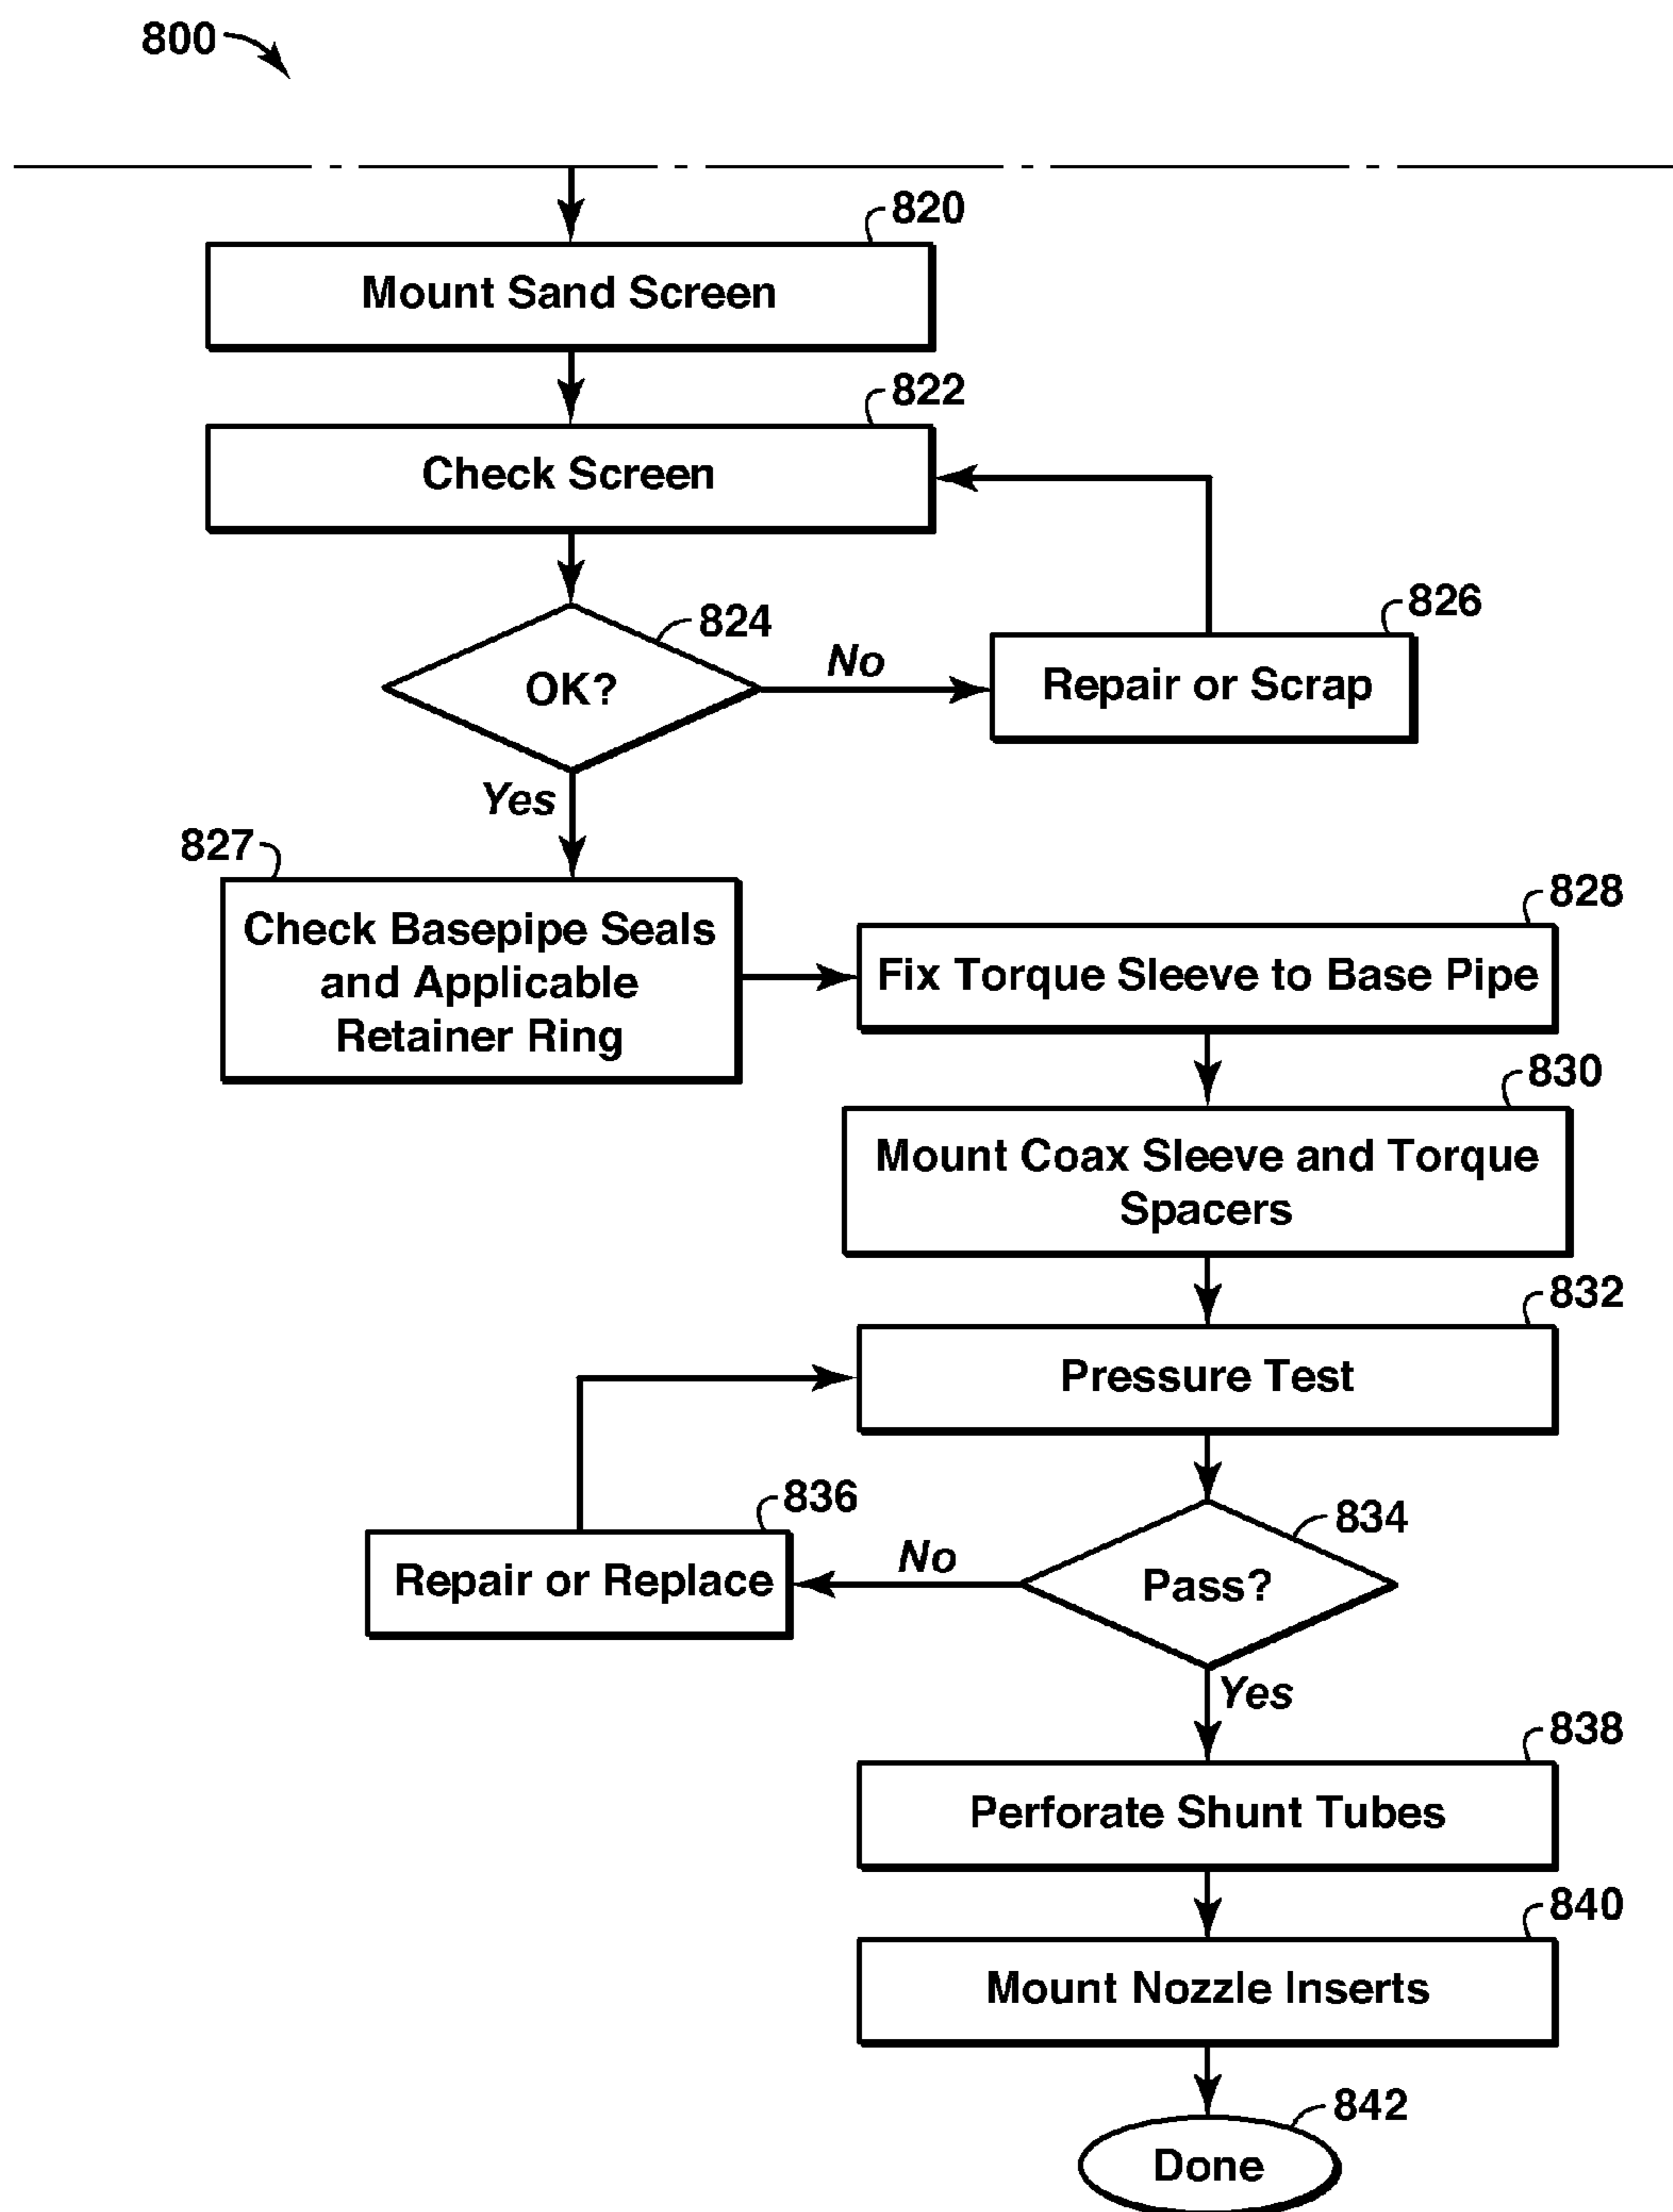 800
820
Mount Sand Screen
822
Check Screen
824
OK?
No
826
Repair or Scrap
Yes
827
Check Basepipe Seals
and Applicable
Retainer Ring
828
Fix Torque Sleeve to Base Pipe
830
Mount Coax Sleeve and Torque
Spacers
832
Pressure Test
834
Pass?
No
836
Repair or Replace
Yes
838
Perforate Shunt Tubes
840
Mount Nozzle Inserts
842
Done